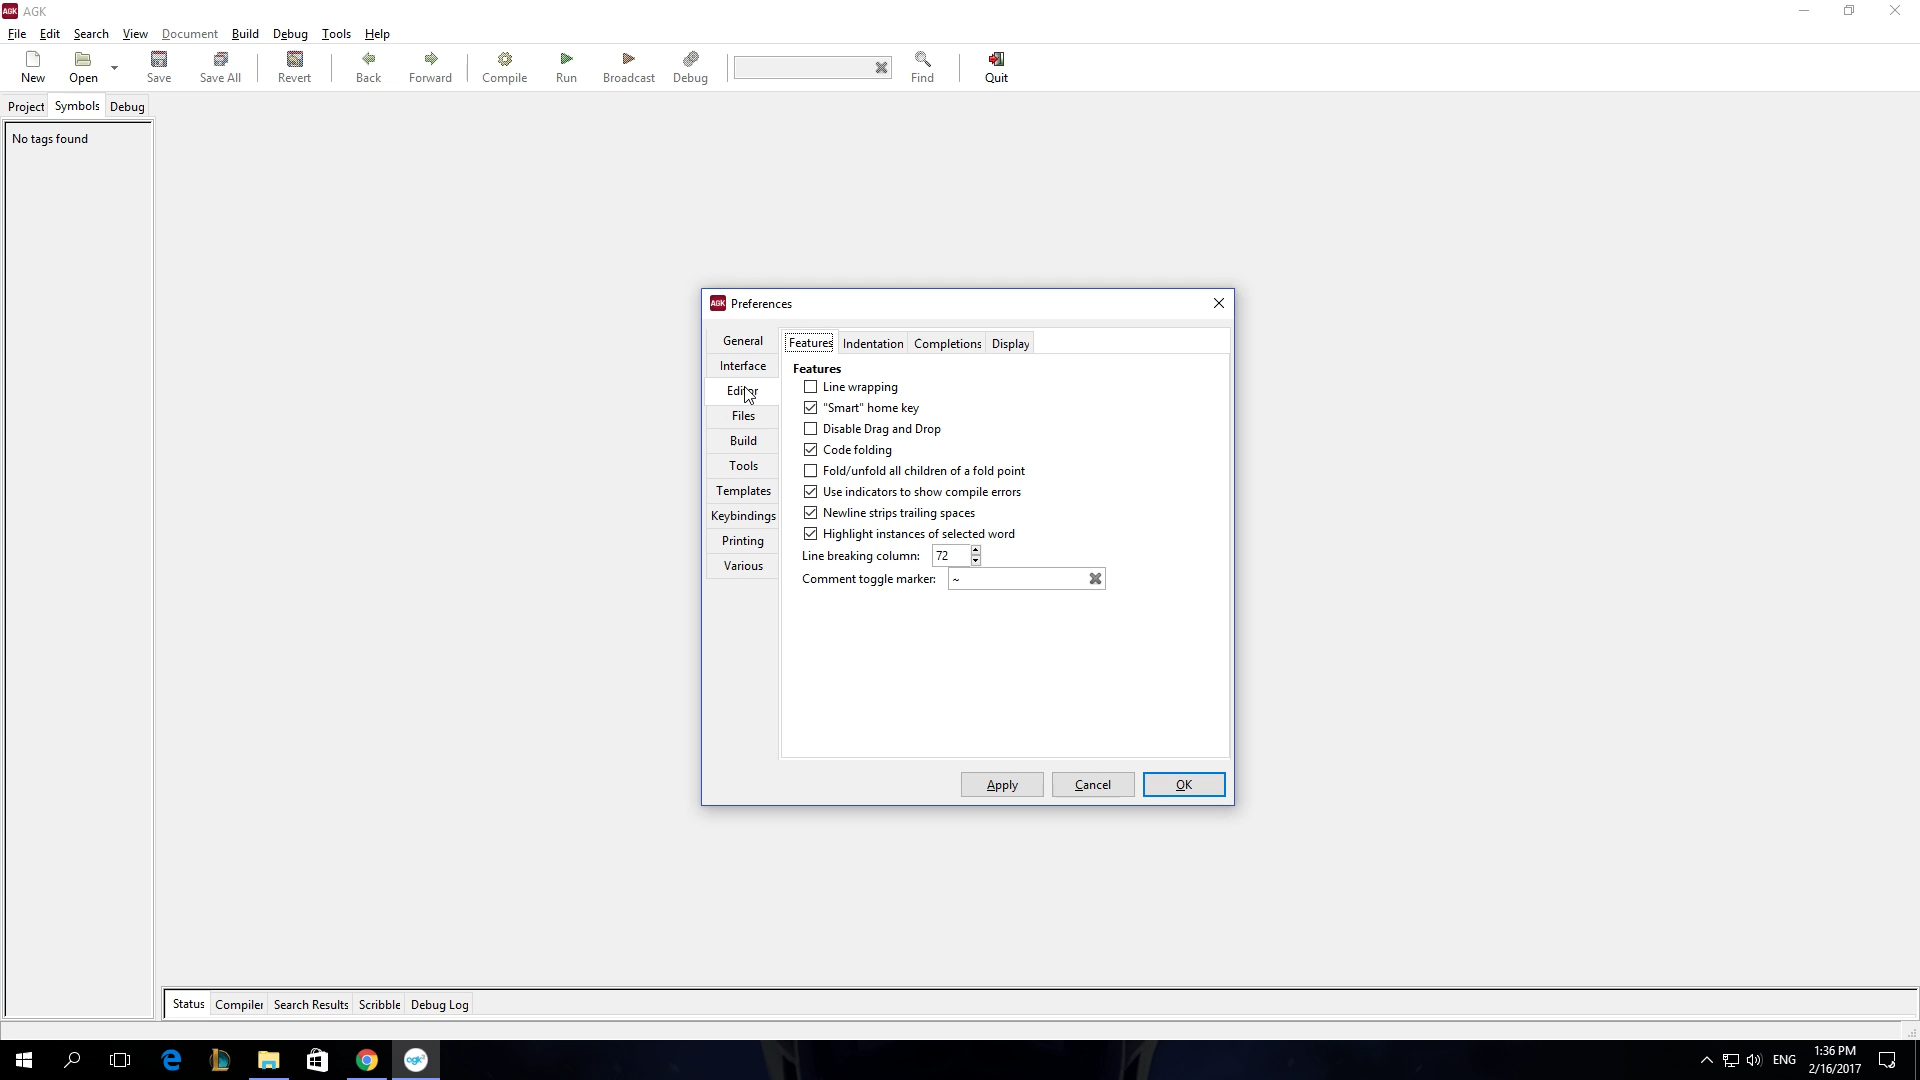 AGK AGK
File Edit Search View Document Build Debug Tools Help
New Open Save Save All Revert Back Forward Compile Run Broadcast Debug Find Quit
Project Symbols Debug
No tags found
AGK Preferences
General
Interface
Editor
Files
Build
Tools
Templates
Keybindings
Printing
Various
Features Indentation Completions Display
Features
Line wrapping
"Smart" home key
Disable Drag and Drop
Code folding
Fold/unfold all children of a fold point
Use indicators to show compile errors
Newline strips trailing spaces
Highlight instances of selected word
Line breaking column: 72
Comment toggle marker: ~
Apply Cancel OK
Status Compiler Search Results Scribble Debug Log
agk ENG 1:36 PM
2/16/2017